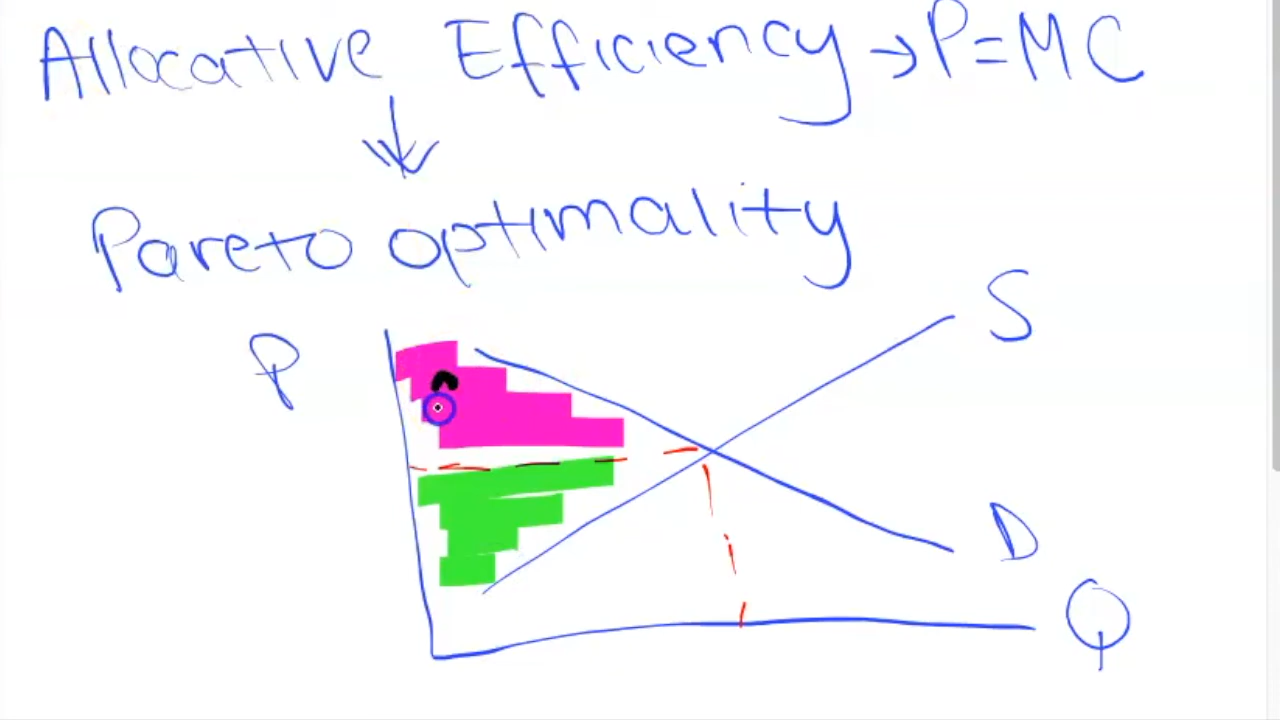 Allocative Efficiency → P=MC
Pareto optimality
S
P
D
Q